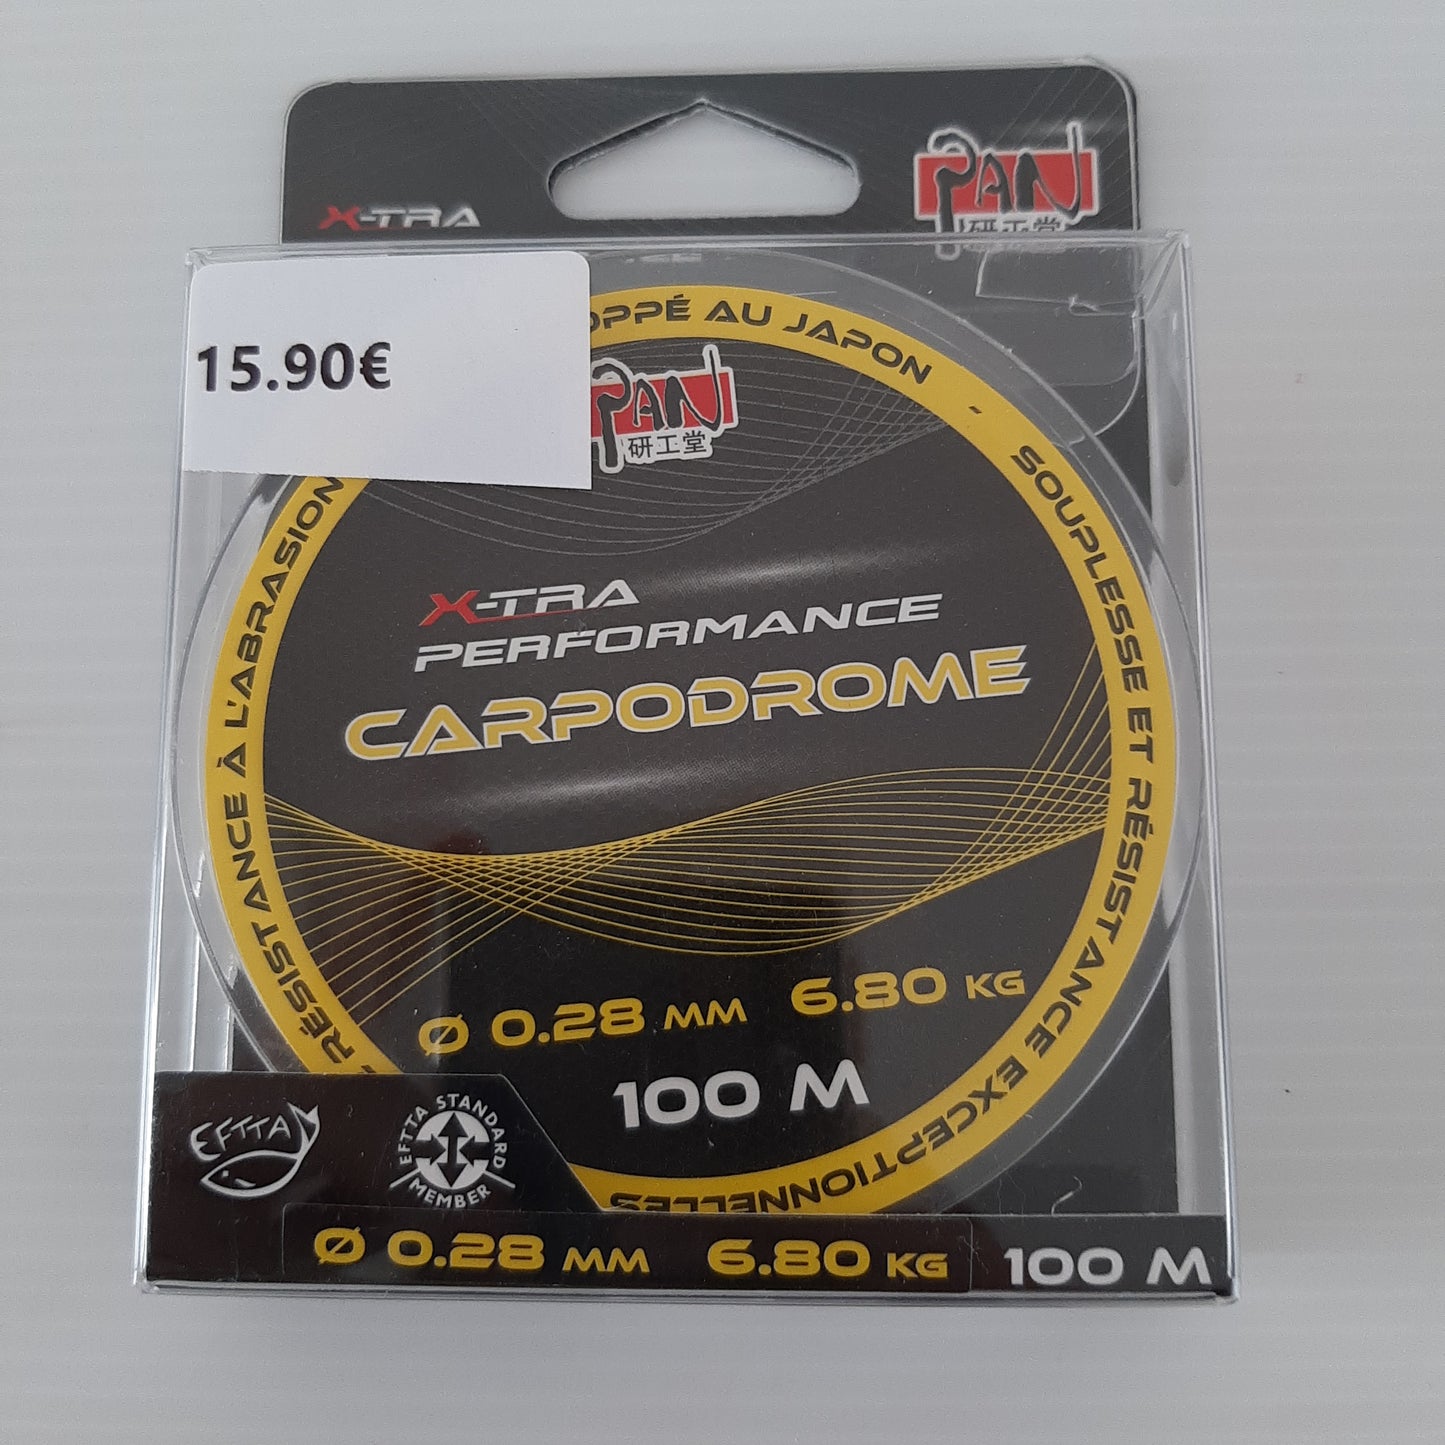 X-TRA
PAN
研工堂
15.90€
OPPÉ AU JAPON - SOUPLESSE ET RÉSISTANCE EXCEPTIONNELLES
RÉSISTANCE À L'ABRASION
PAN
研工堂
X-TRA
PERFORMANCE
CARPODROME
Ø 0.28 MM 6.80 KG
100 M
EFTTA
EFTTA STANDARD
MEMBER
Ø 0.28 MM 6.80 KG 100 M